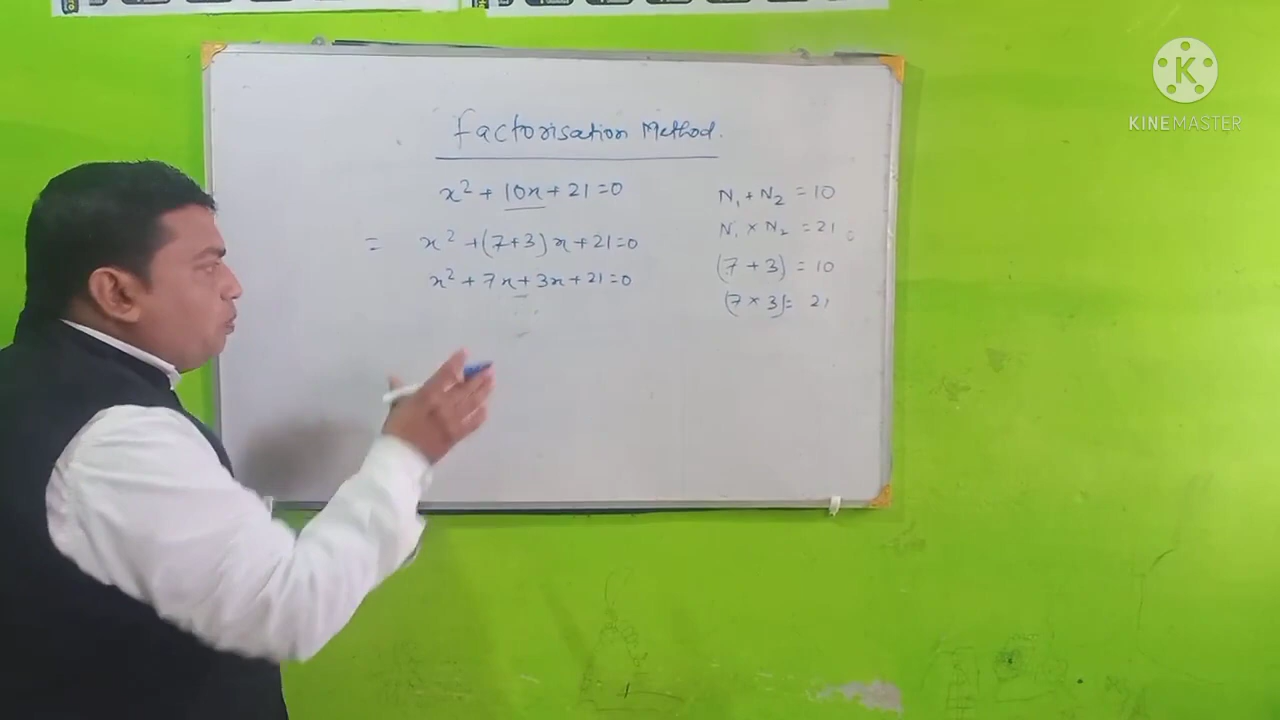 Factorisation Method.
x² + 10x + 21 = 0
= x² + (7+3)x + 21 = 0
x² + 7x + 3x + 21 = 0
N₁ + N₂ = 10
N₁ × N₂ = 21
(7 + 3) = 10
(7 × 3) = 21
K
KINEMASTER